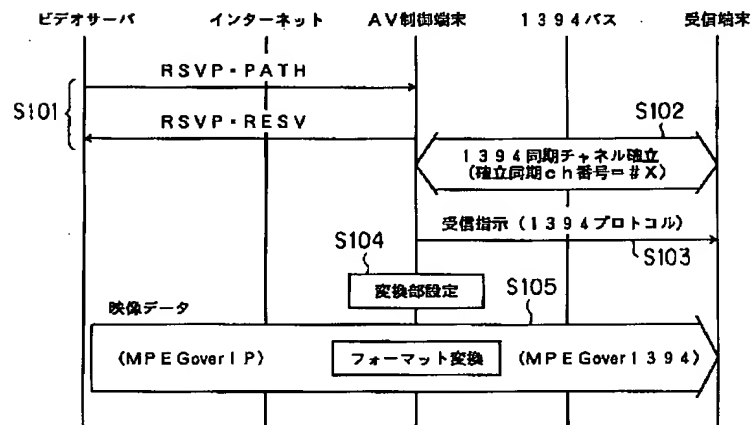 ビデオサーバ　インターネット　AV制御端末　1394バス　受信端末
RSVP・PATH
S101
RSVP・RESV
S102
1394同期チャネル確立
(確立同期ch番号=#X)
受信指示(1394プロトコル)
S103
S104
変換部設定
S105
映像データ
(MPEGoverIP)　フォーマット変換　(MPEGover1394)